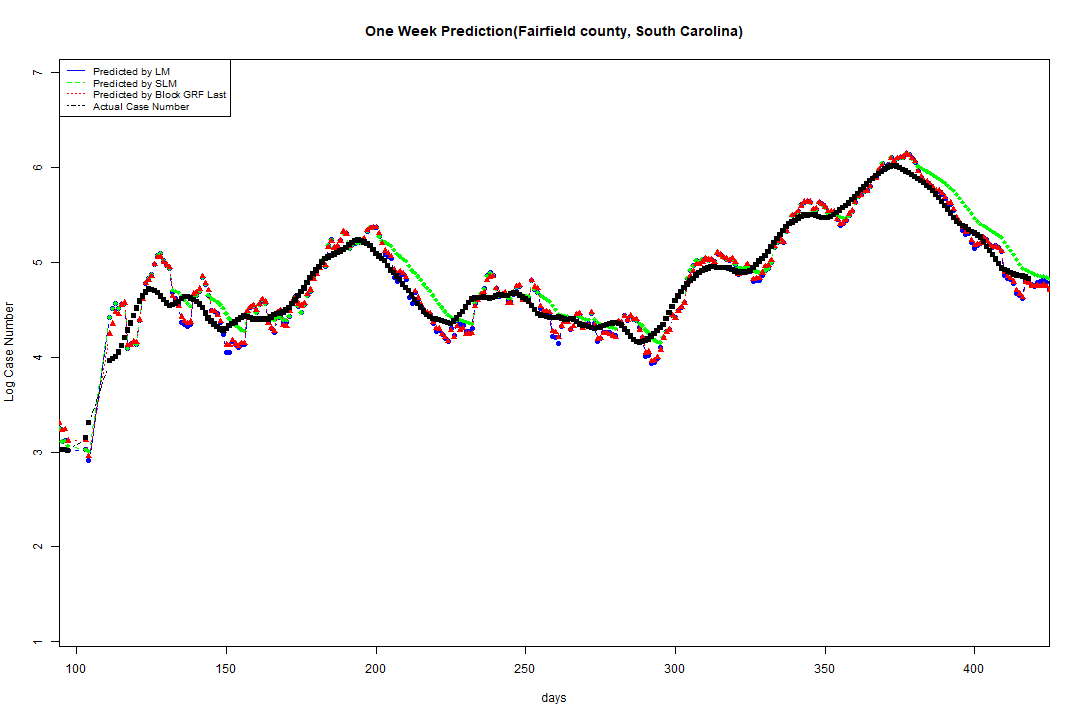 One Week Prediction(Fairfield county, South Carolina)
Predicted by LM
Predicted by SLM
Predicted by Block GRF Last
Actual Case Number
7
6
5
4
3
2
1
Log Case Number
100 150 200 250 300 350 400
days